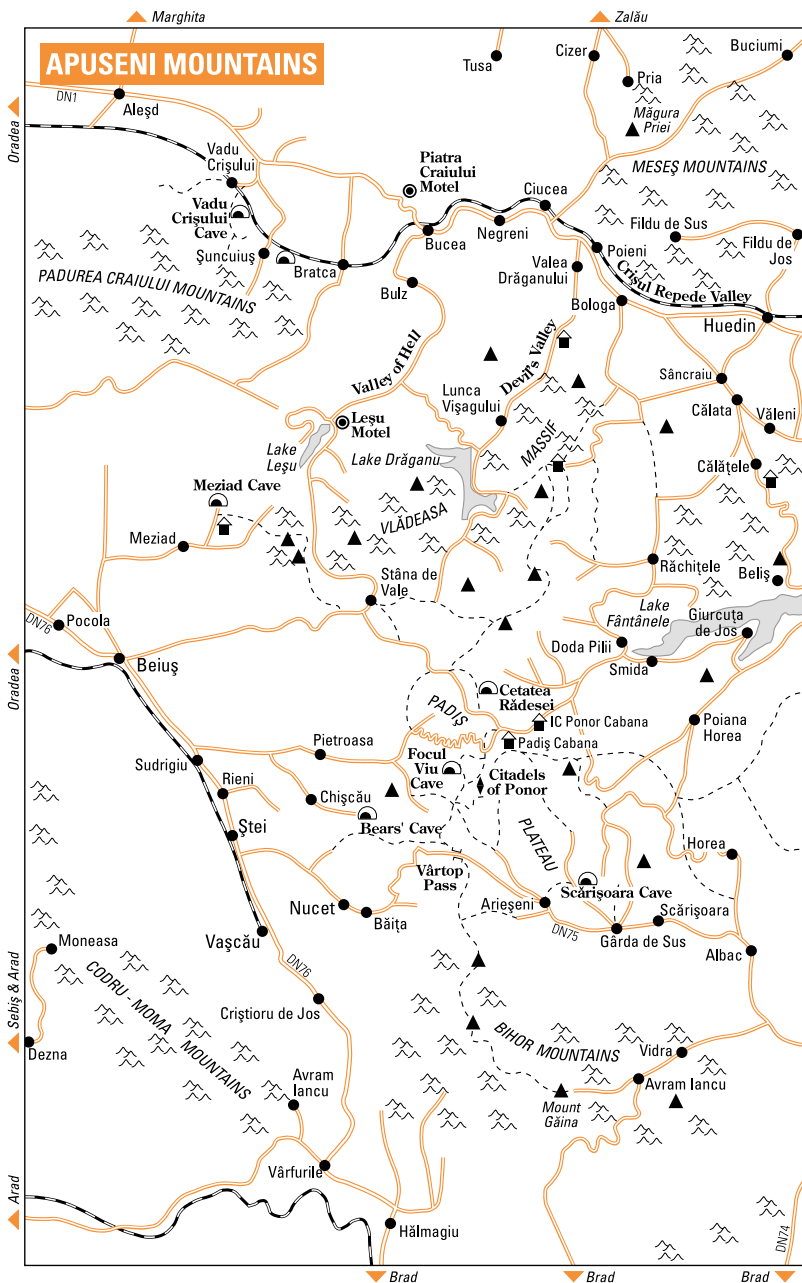 Marghita
Zalău
APUSENI MOUNTAINS
Tusa
Cizer
Buciumi
Pria
DN1
Aleşd
Măgura
Priei
Oradea
Vadu
Crişului
Piatra
Craiului
Motel
MESEŞ MOUNTAINS
Vadu
Crişului
Cave
Ciucea
Negreni
Fildu de Sus
Fildu de
Jos
Bucea
Poieni
Şuncuiuş
Bratca
PADUREA CRAIULUI MOUNTAINS
Bulz
Valea
Drăganului
Crişul Repede Valley
Bologa
Huedin
Valley of Hell
Devil's Valley
Sâncraiu
Lunca
Vişagului
Călata
Văleni
Leşu
Motel
MASSIF
Lake
Leşu
Lake Drăganu
Călăţele
Meziad Cave
VLĂDEASA
Meziad
Răchiţele
Beliş
Stâna de
Vale
Lake
Fântânele
Giurcuţa
de Jos
DN76
Pocola
Doda Pilii
Beiuş
Smida
Oradea
Cetatea
Rădesei
PADIŞ
IC Ponor Cabana
Poiana
Horea
Padiş Cabana
Pietroasa
Focul
Viu
Cave
Sudrigiu
Rieni
Citadels
of Ponor
Chişcău
Bears' Cave
PLATEAU
Ştei
Horea
Vârtop
Pass
Scărişoara Cave
Nucet
Băiţa
Arieşeni
Scărişoara
DN75
Gârda de Sus
Vaşcău
Albac
Moneasa
DN76
Sebiş & Arad
CODRU-MOMA MOUNTAINS
Criştioru de Jos
BIHOR MOUNTAINS
Dezna
Vidra
Avram
Iancu
Avram Iancu
Mount
Găina
Vârfurile
Arad
Hălmagiu
DN74
Brad
Brad
Brad